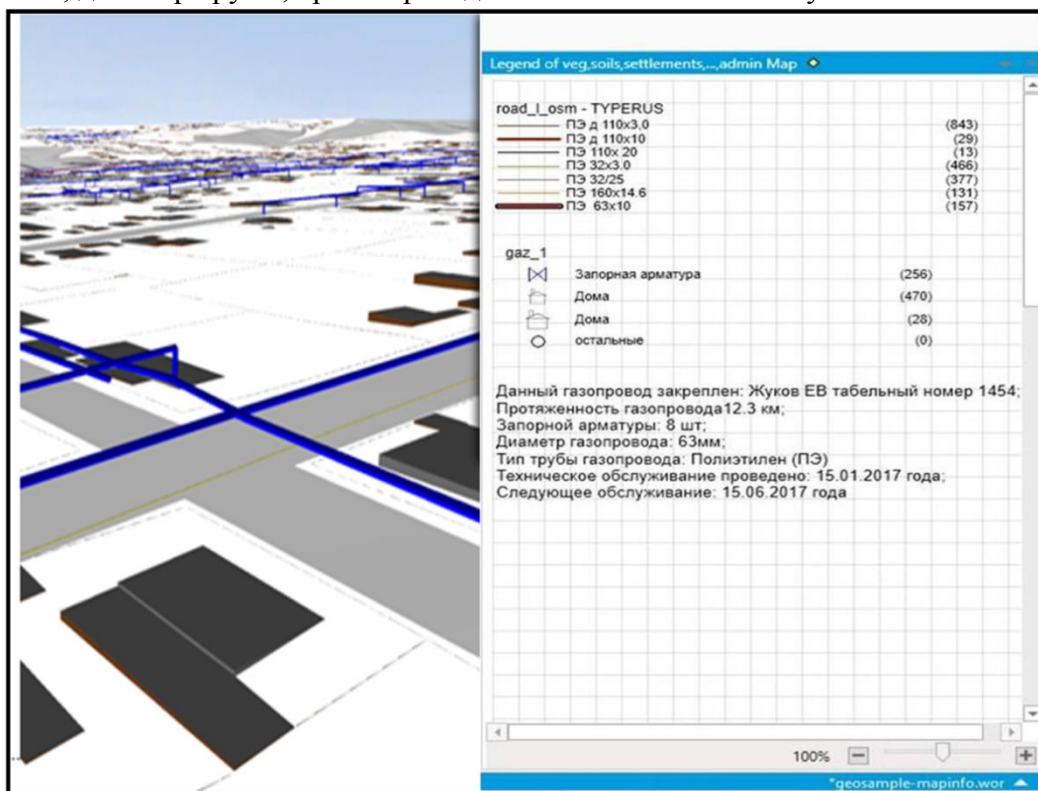 Legend of veg,soils,settlements,...,admin Map
road_l_osm - TYPERUS
ПЭ д 110х3,0 (843)
ПЭ д 110х10 (29)
ПЭ 110х 20 (13)
ПЭ 32х3.0 (466)
ПЭ 32/25 (377)
ПЭ 160х14.6 (131)
ПЭ 63х10 (157)
gaz_1
Запорная арматура (256)
Дома (470)
Дома (28)
остальные (0)
Данный газопровод закреплен: Жуков ЕВ табельный номер 1454;
Протяженность газопровода12.3 км;
Запорной арматуры: 8 шт;
Диаметр газопровода: 63мм;
Тип трубы газопровода: Полиэтилен (ПЭ)
Техническое обслуживание проведено: 15.01.2017 года;
Следующее обслуживание: 15.06.2017 года
100%
*geosample-mapinfo.wor